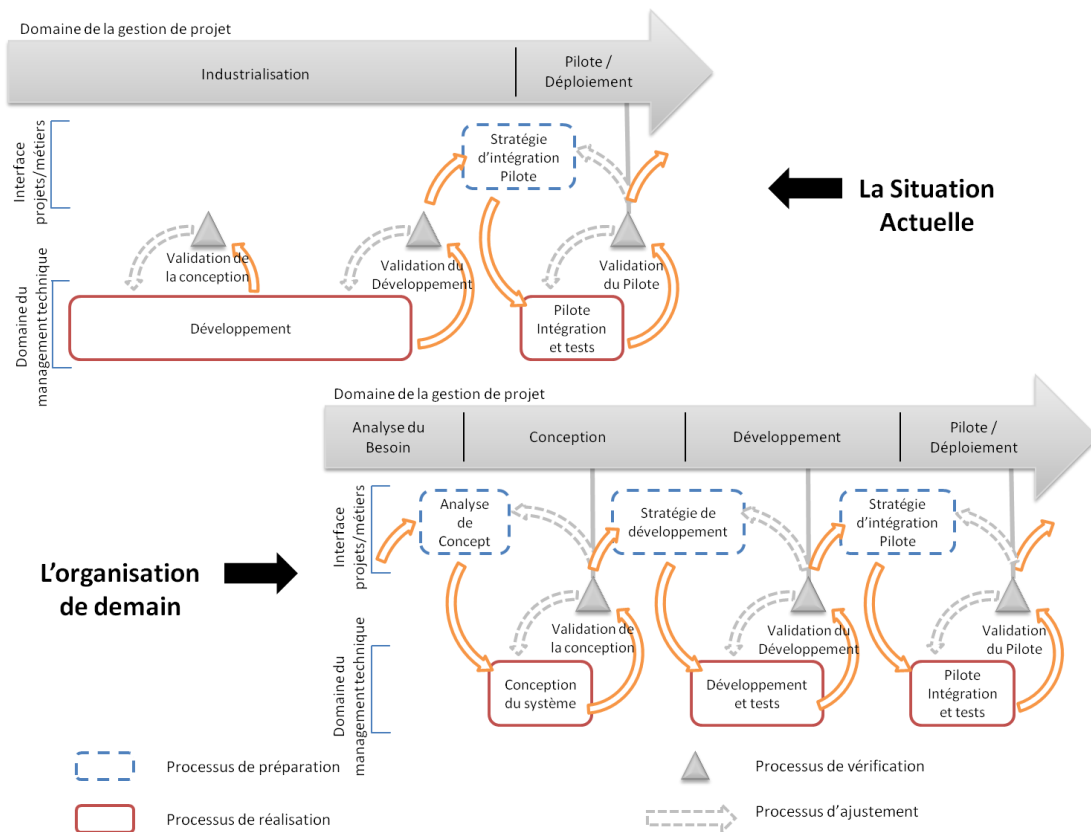 Domaine de la gestion de projet
Industrialisation
Pilote /
Déploiement
Interface
projets/métiers
Stratégie
d'intégration
Pilote
La Situation
Actuelle
Validation de
la conception
Validation du
Développement
Validation
du Pilote
Domaine du
management technique
Développement
Pilote
Intégration
et tests
Domaine de la gestion de projet
Analyse du
Besoin
Conception
Développement
Pilote /
Déploiement
L'organisation
de demain
Interface
projets/métiers
Analyse
de
Concept
Stratégie de
développement
Stratégie
d'intégration
Pilote
Validation de
la conception
Validation du
Développement
Validation
du Pilote
Domaine du
management technique
Conception
du système
Développement
et tests
Pilote
Intégration
et tests
Processus de préparation
Processus de vérification
Processus de réalisation
Processus d'ajustement